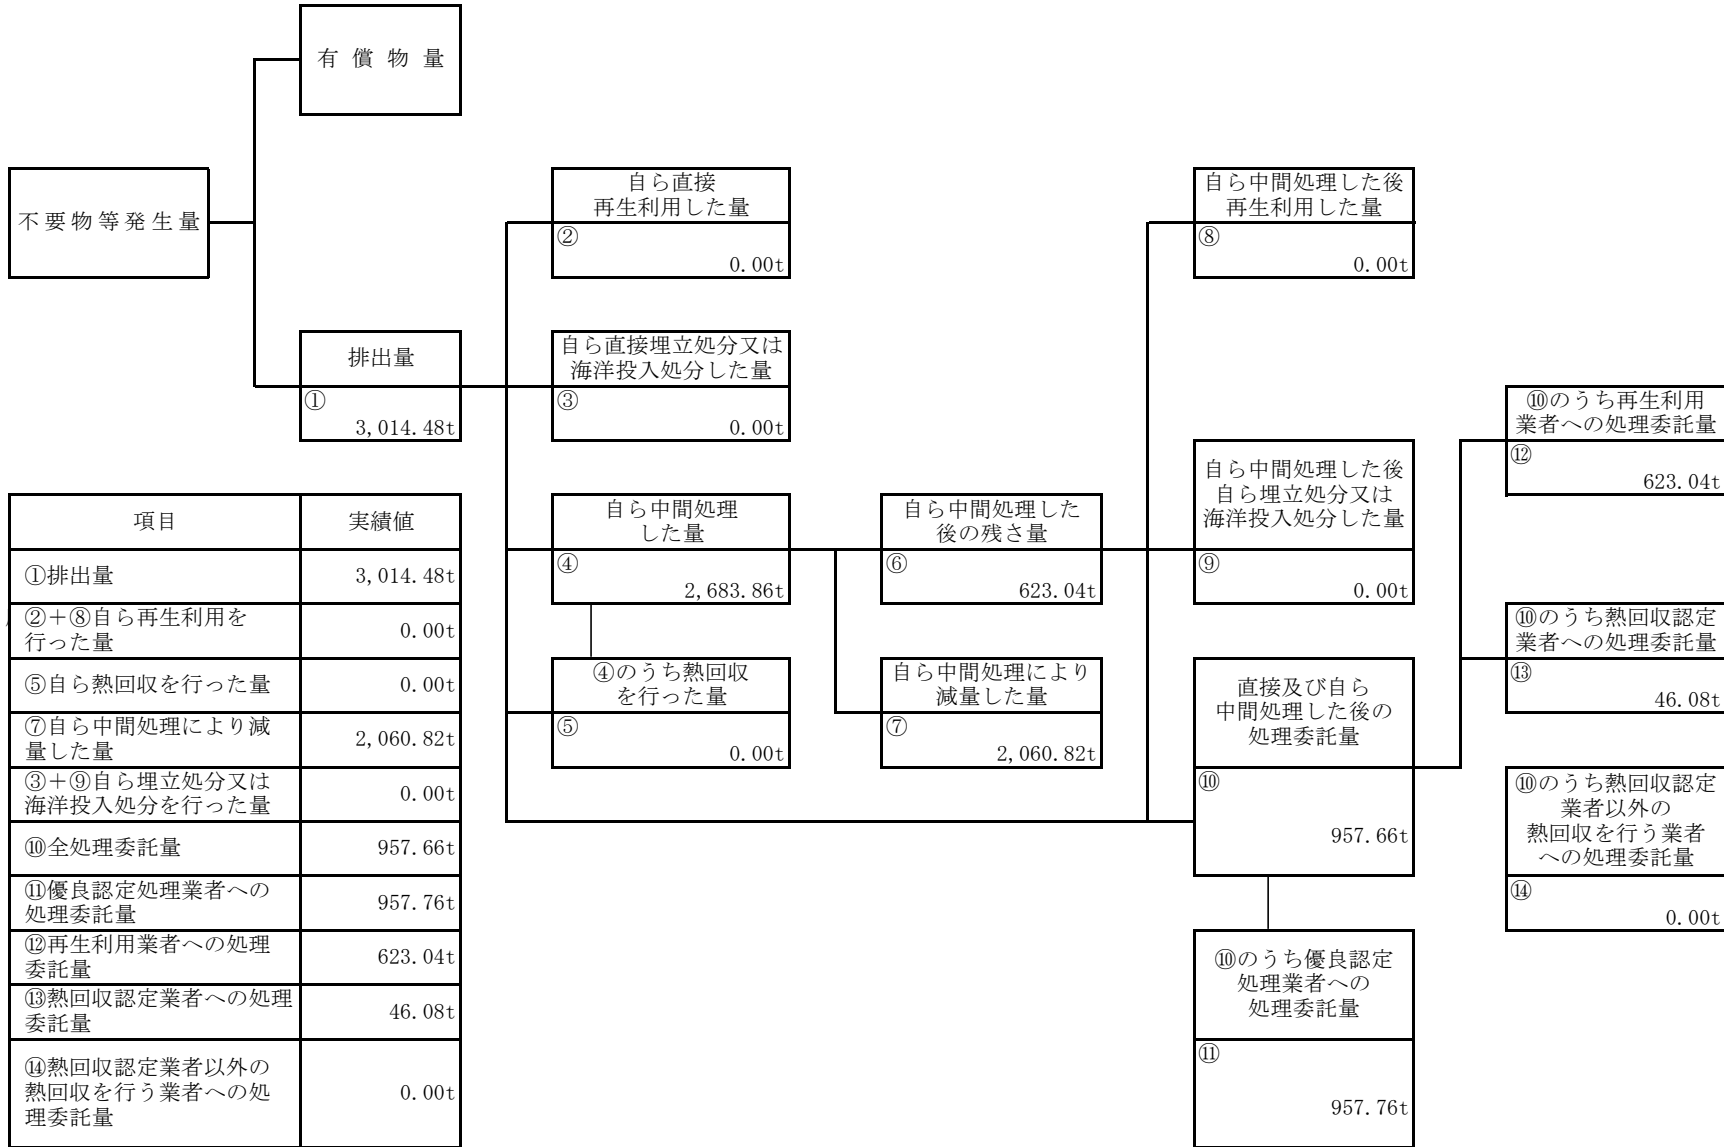 有償物量
不要物等発生量
自ら直接
再生利用した量
②
0.00t
自ら中間処理した後
再生利用した量
⑧
0.00t
排出量
①
3,014.48t
自ら直接埋立処分又は
海洋投入処分した量
③
0.00t
⑩のうち再生利用
業者への処理委託量
⑫
623.04t
自ら中間処理した後
自ら埋立処分又は
海洋投入処分した量
⑨
0.00t
自ら中間処理
した量
④
2,683.86t
自ら中間処理した
後の残さ量
⑥
623.04t
⑩のうち熱回収認定
業者への処理委託量
⑬
46.08t
④のうち熱回収
を行った量
⑤
0.00t
自ら中間処理により
減量した量
⑦
2,060.82t
直接及び自ら
中間処理した後の
処理委託量
⑩
957.66t
⑩のうち熱回収認定
業者以外の
熱回収を行う業者
への処理委託量
⑭
0.00t
⑩のうち優良認定
処理業者への
処理委託量
⑪
957.76t
項目 実績値
①排出量 3,014.48t
②＋⑧自ら再生利用を
行った量 0.00t
⑤自ら熱回収を行った量 0.00t
⑦自ら中間処理により減
量した量 2,060.82t
③＋⑨自ら埋立処分又は
海洋投入処分を行った量 0.00t
⑩全処理委託量 957.66t
⑪優良認定処理業者への
処理委託量 957.76t
⑫再生利用業者への処理
委託量 623.04t
⑬熱回収認定業者への処理
委託量 46.08t
⑭熱回収認定業者以外の
熱回収を行う業者への処
理委託量 0.00t